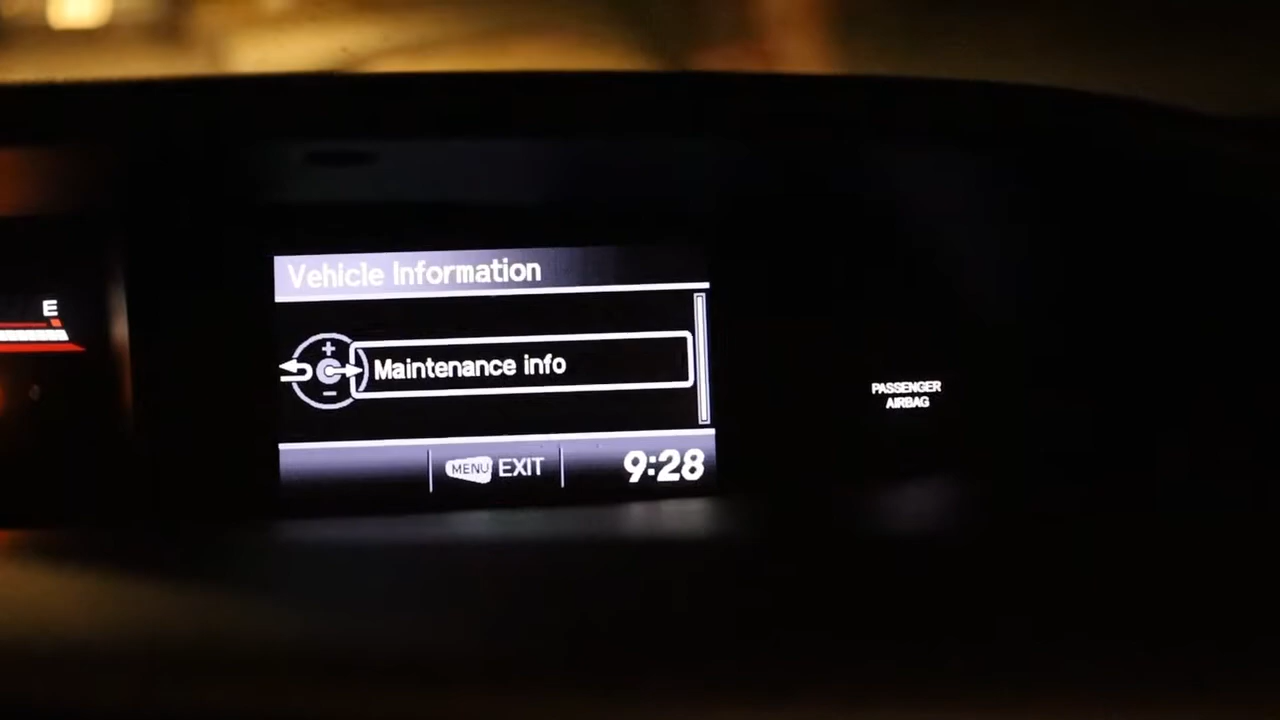 Vehicle Information
E
+
Maintenance info
-
PASSENGER
AIRBAG
MENU EXIT
9:28